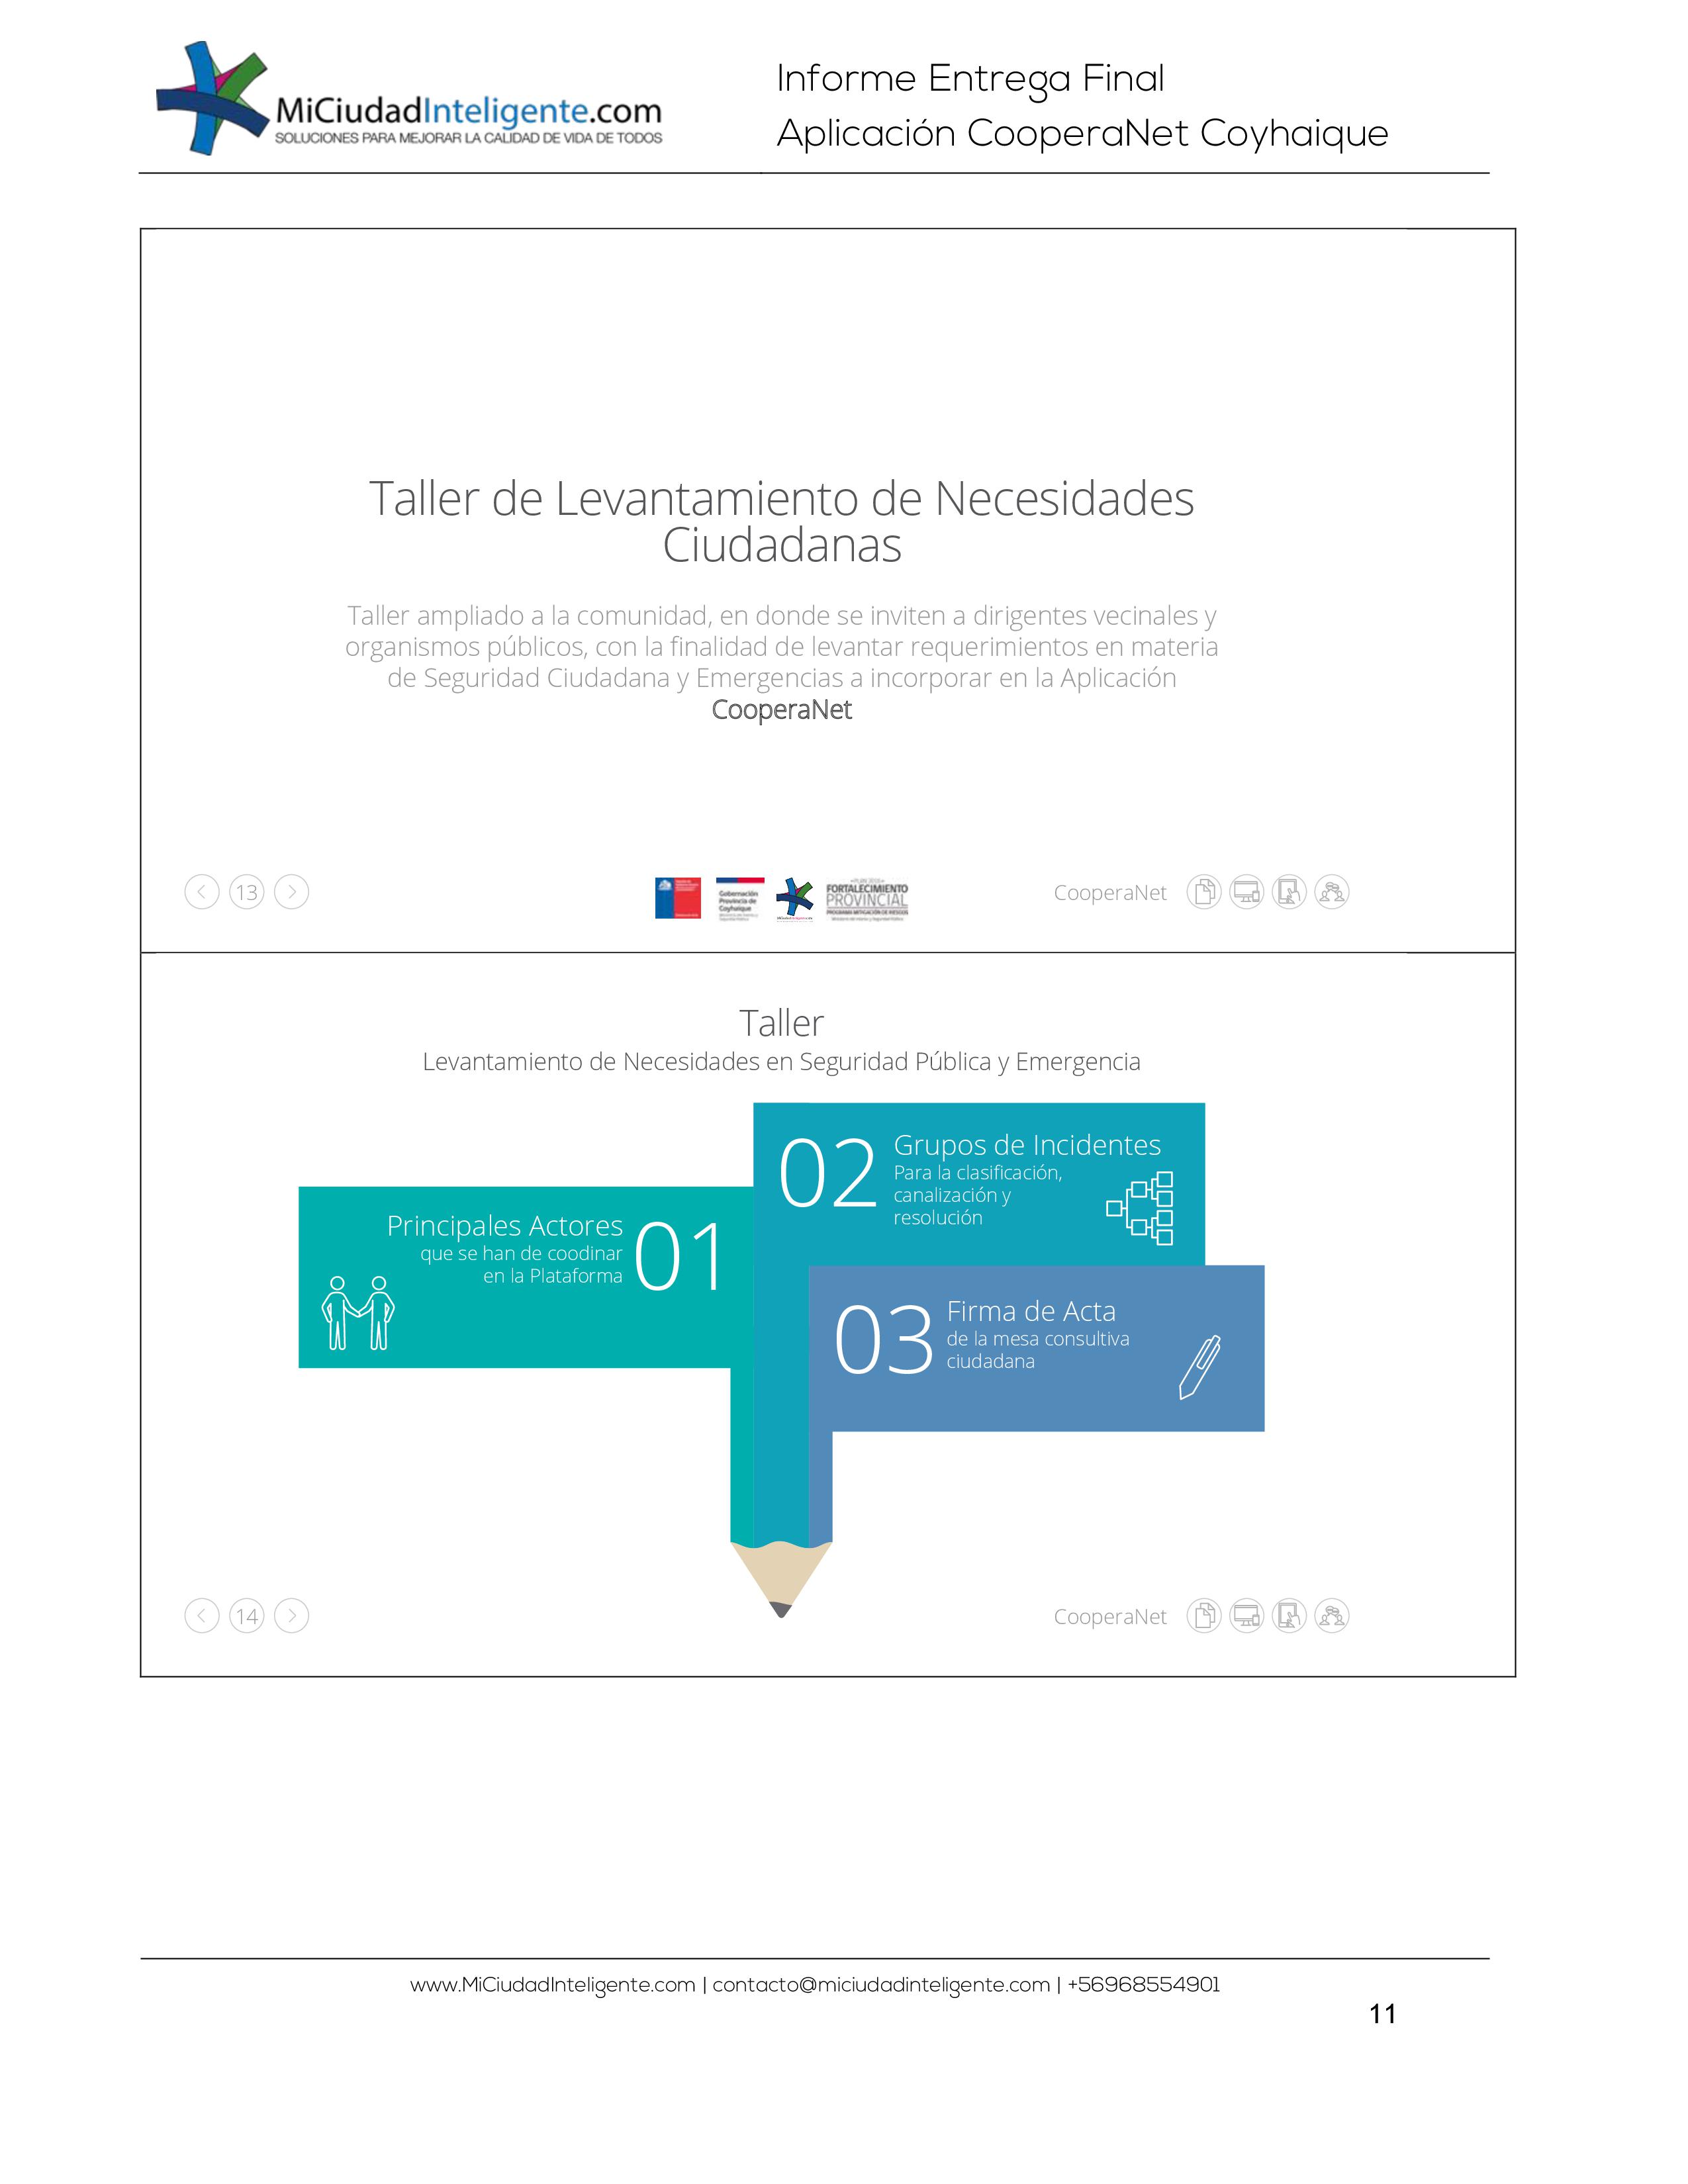 MiCiudadInteligente.com
SOLUCIONES PARA MEJORAR LA CALIDAD DE VIDA DE TODOS
Informe Entrega Final
Aplicación CooperaNet Coyhaique
Taller de Levantamiento de Necesidades
Ciudadanas
Taller ampliado a la comunidad, en donde se inviten a dirigentes vecinales y
organismos públicos, con la finalidad de levantar requerimientos en materia
de Seguridad Ciudadana y Emergencias a incorporar en la Aplicación
CooperaNet
13
Gobernación
Provincia de
Coyhaique
FORTALECIMIENTO
PROVINCIAL
PROGRAMA MITIGACIÓN DE RIESGOS
CooperaNet
Taller
Levantamiento de Necesidades en Seguridad Pública y Emergencia
Principales Actores
que se han de coodinar
en la Plataforma
01
02
Grupos de Incidentes
Para la clasificación,
canalización y
resolución
03
Firma de Acta
de la mesa consultiva
ciudadana
14
CooperaNet
www.MiCiudadInteligente.com | contacto@miciudadinteligente.com | +56968554901
11